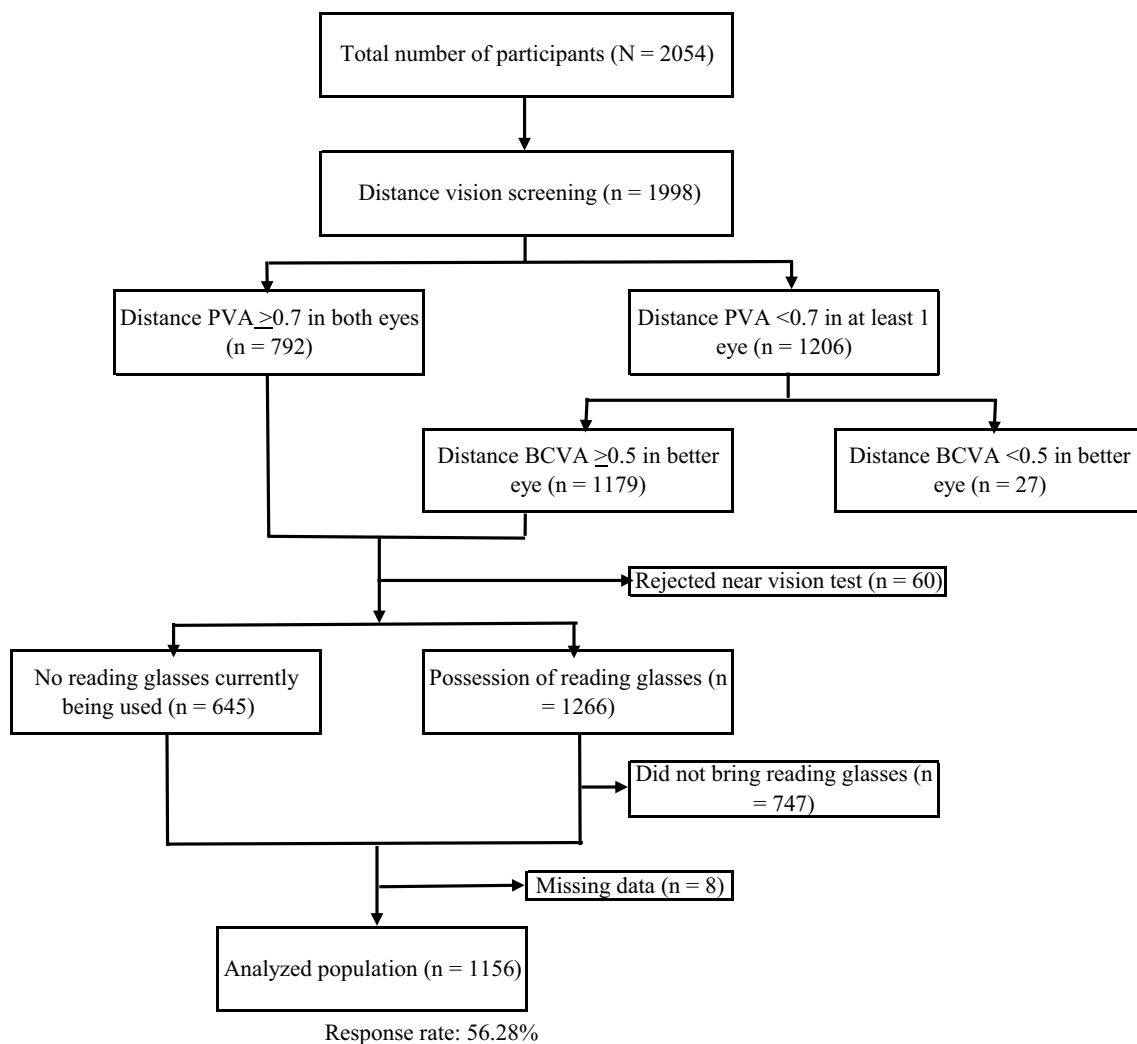 Total number of participants (N = 2054)
Distance vision screening (n = 1998)
Distance PVA ≥0.7 in both eyes
(n = 792)
Distance PVA <0.7 in at least 1
eye (n = 1206)
Distance BCVA ≥0.5 in better
eye (n = 1179)
Distance BCVA <0.5 in better
eye (n = 27)
Rejected near vision test (n = 60)
No reading glasses currently
being used (n = 645)
Possession of reading glasses (n
= 1266)
Did not bring reading glasses (n
= 747)
Missing data (n = 8)
Analyzed population (n = 1156)
Response rate: 56.28%